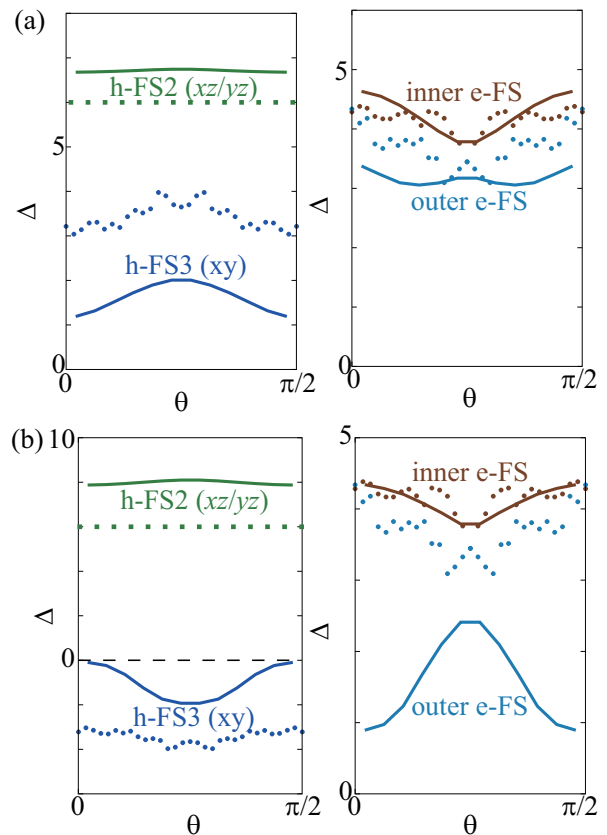 (a)
h-FS2 (xz/yz)
5
Δ
h-FS3 (xy)
0
0
π/2
θ
5
inner e-FS
Δ
outer e-FS
0
0
π/2
θ
(b)
10
h-FS2 (xz/yz)
Δ
0
h-FS3 (xy)
0
π/2
θ
5
inner e-FS
Δ
outer e-FS
0
0
π/2
θ